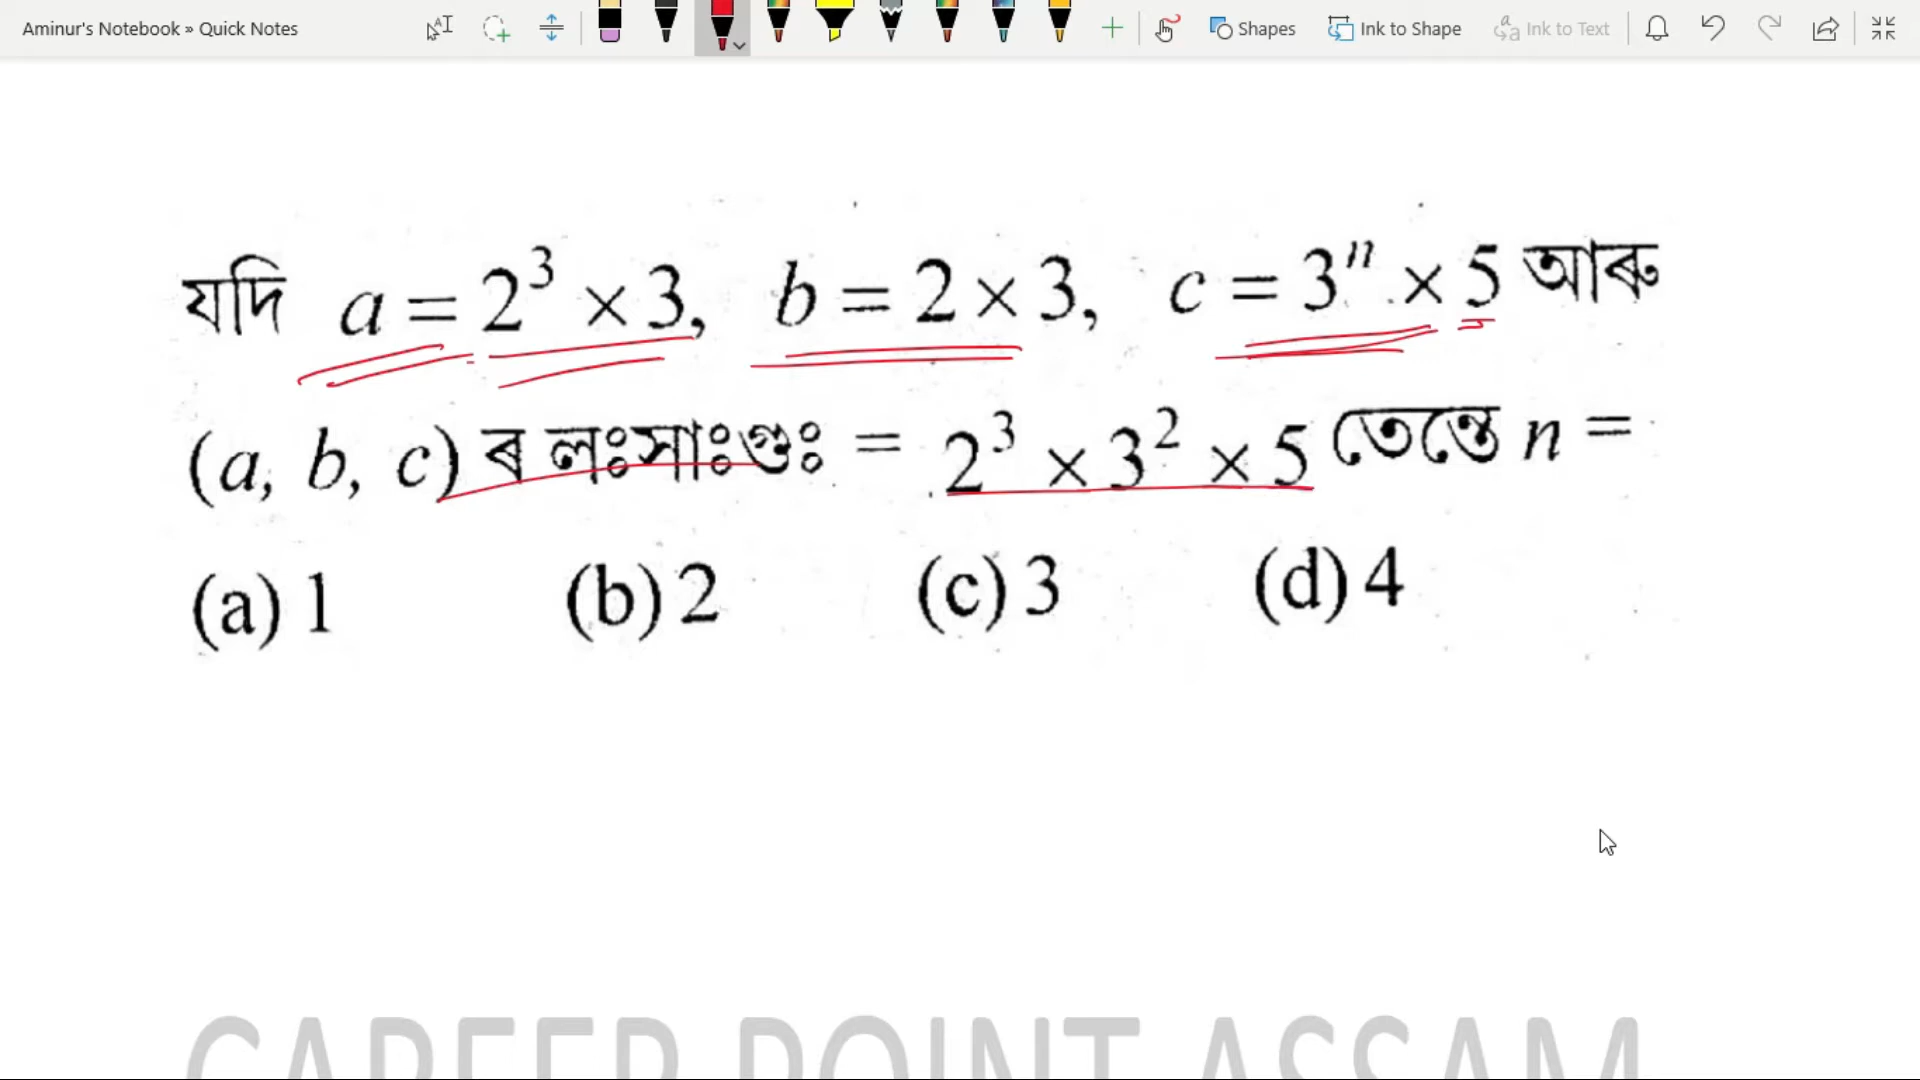 Aminur's Notebook » Quick Notes Shapes Ink to Shape Ink to Text
যদি a = 2³ × 3, b = 2 × 3, c = 3ⁿ × 5 আৰু
(a, b, c) ৰ লঃসাঃগুঃ = 2³ × 3² × 5 তেন্তে n =
(a) 1 (b) 2 (c) 3 (d) 4
CAREER POINT ASSAM